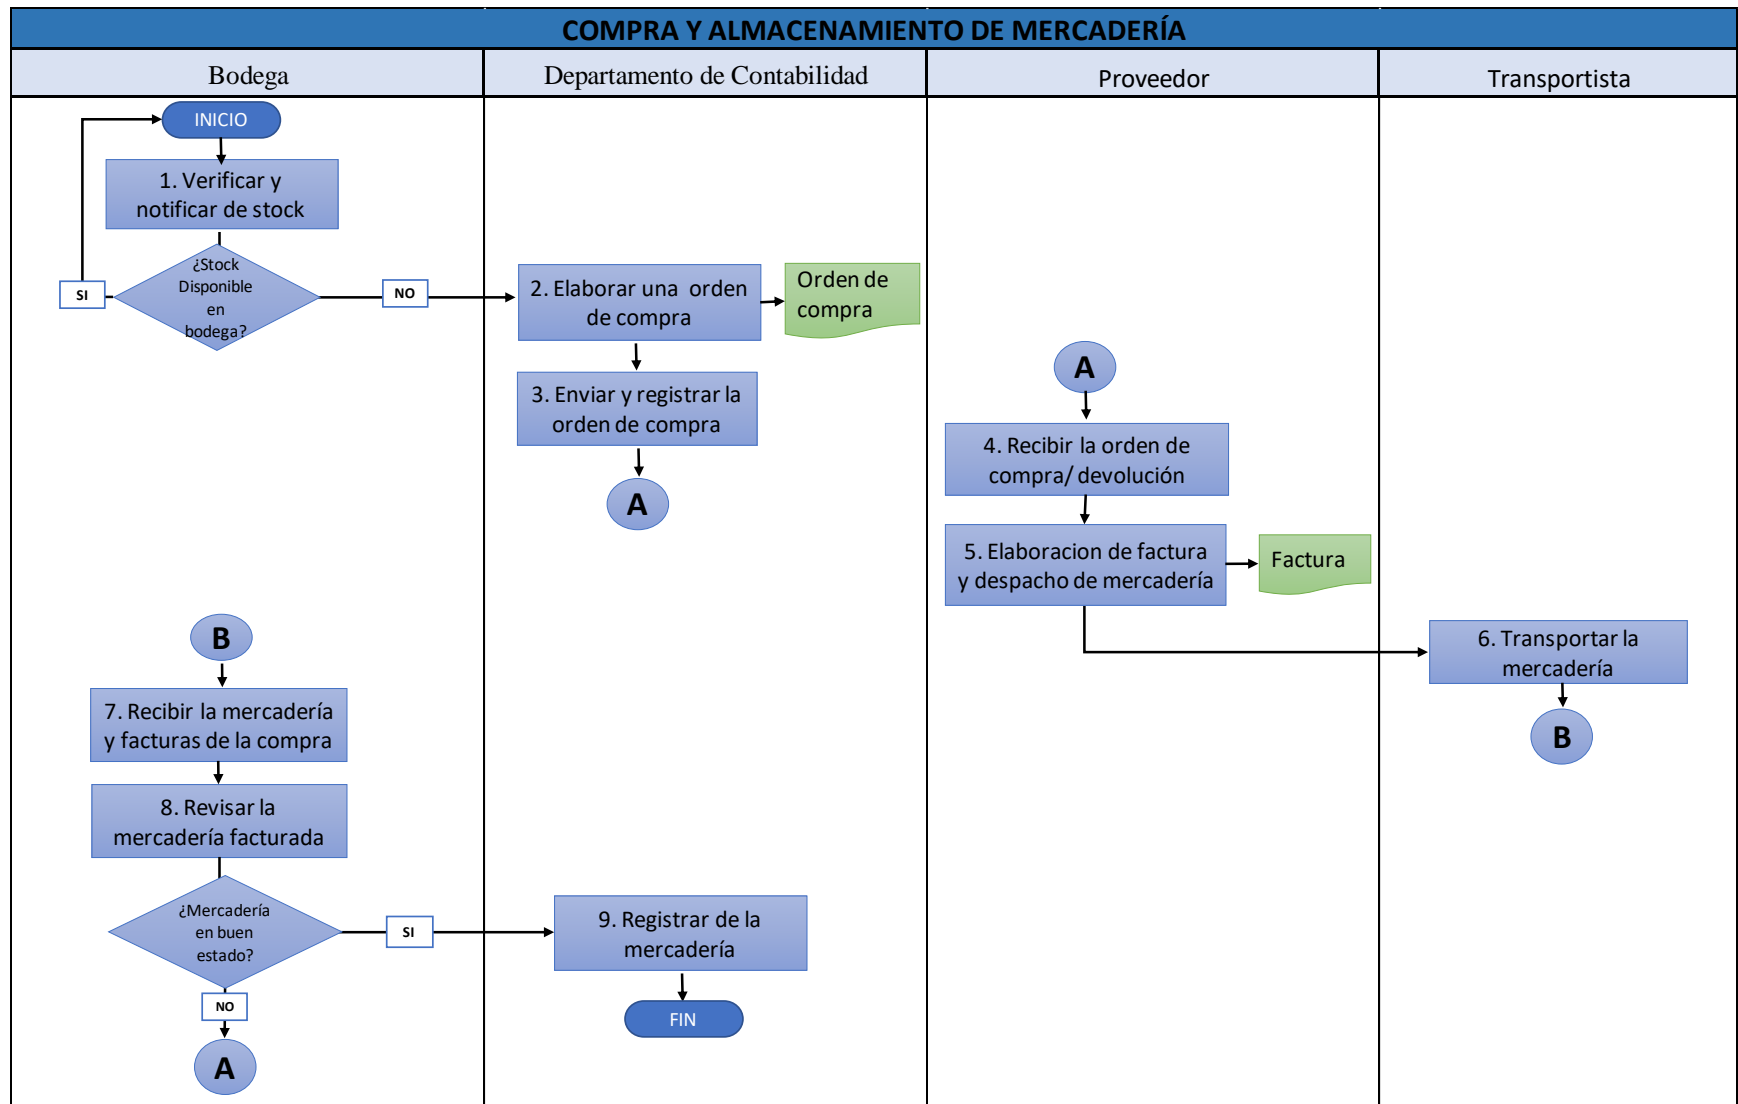 COMPRA Y ALMACENAMIENTO DE MERCADERÍA
Bodega
Departamento de Contabilidad
Proveedor
Transportista
INICIO
1. Verificar y
notificar de stock
¿Stock
Disponible
en
bodega?
SI
NO
2. Elaborar una orden
de compra
Orden de
compra
3. Enviar y registrar la
orden de compra
A
A
4. Recibir la orden de
compra/ devolución
5. Elaboracion de factura
y despacho de mercadería
Factura
6. Transportar la
mercadería
B
B
7. Recibir la mercadería
y facturas de la compra
8. Revisar la
mercadería facturada
¿Mercadería
en buen
estado?
SI
NO
A
9. Registrar de la
mercadería
FIN